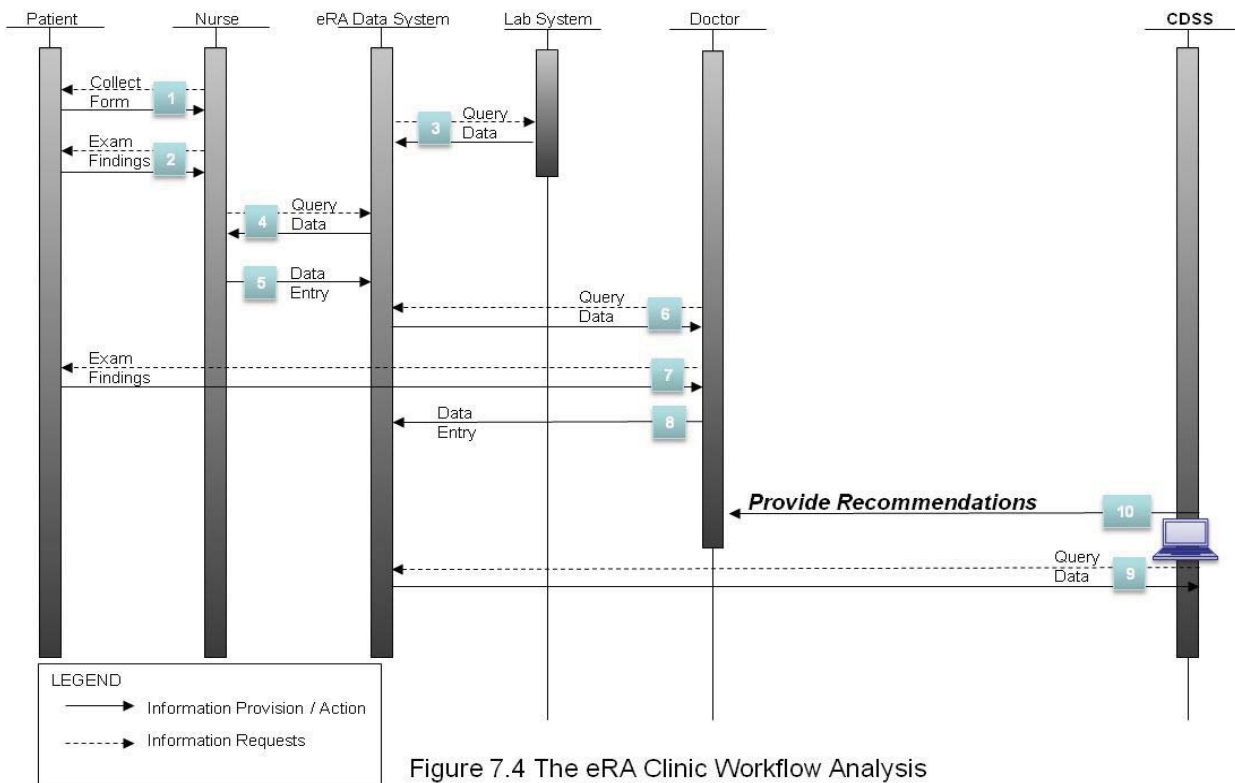 Patient
Nurse
eRA Data System
Lab System
Doctor
CDSS
Collect
Form
1
Exam
Findings
2
Query
Data
3
Query
Data
4
Data
Entry
5
Query
Data
6
Exam
Findings
7
Data
Entry
8
Provide Recommendations
10
Query
Data
9
LEGEND
Information Provision / Action
Information Requests
Figure 7.4 The eRA Clinic Workflow Analysis